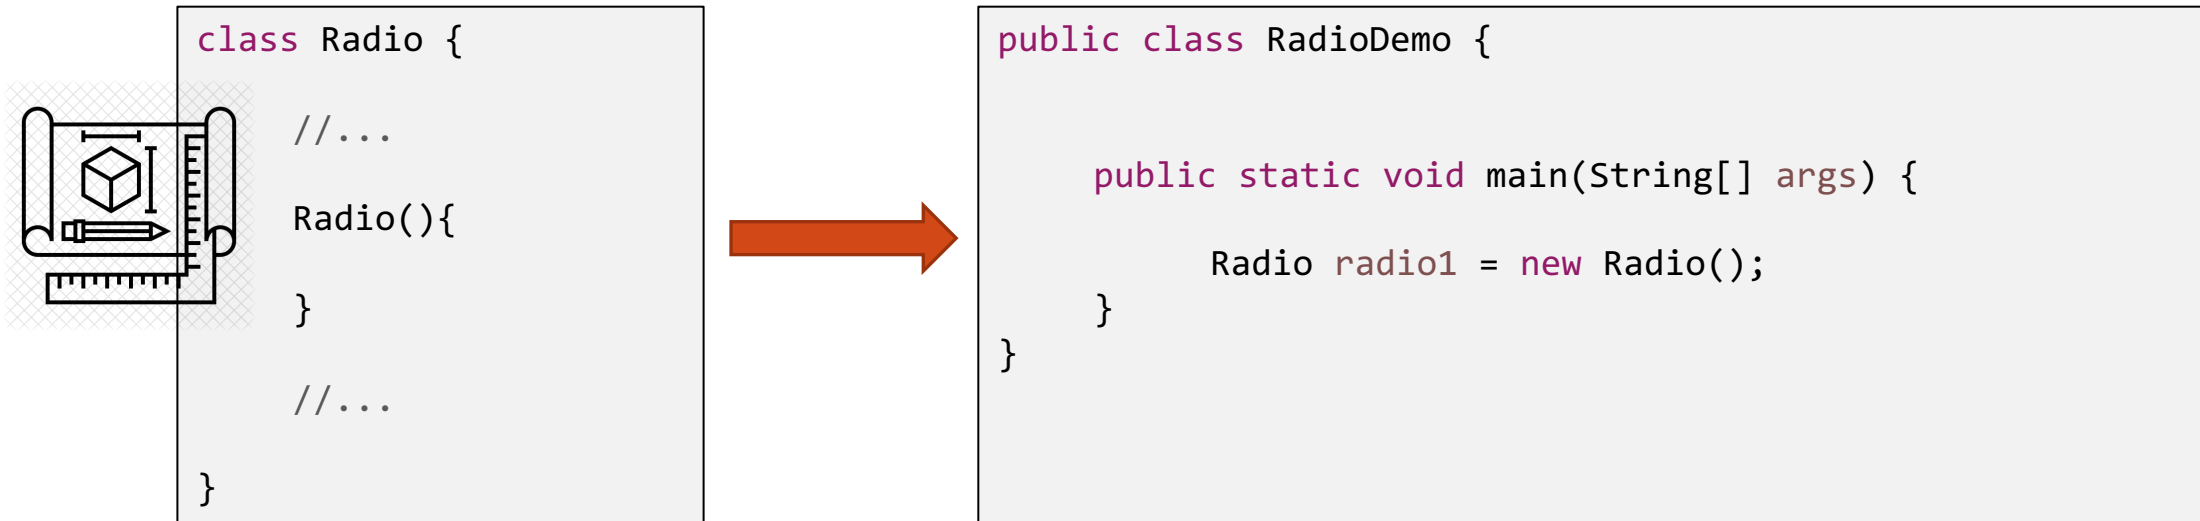 class Radio {
//...
Radio(){
}
//...
}
public class RadioDemo {
public static void main(String[] args) {
Radio radio1 = new Radio();
}
}